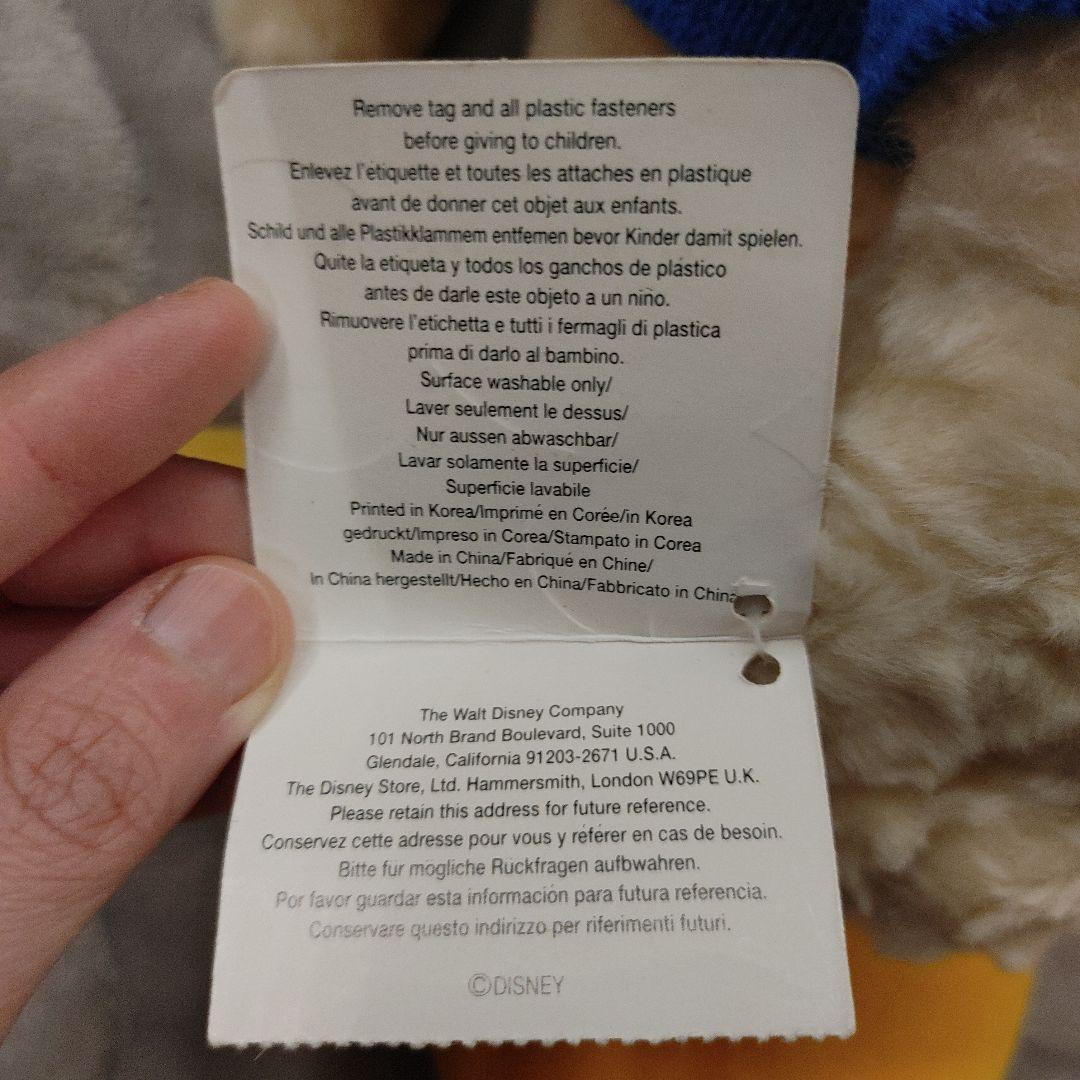 Remove tag and all plastic fasteners
before giving to children.
Enlevez l'étiquette et toutes les attaches en plastique
avant de donner cet objet aux enfants.
Schild und alle Plastikklammem entfemen bevor Kinder damit spielen.
Quite la etiqueta y todos los ganchos de plástico
antes de darle este objeto a un niño.
Rimuovere l'etichetta e tutti i fermagli di plastica
prima di darlo al bambino.
Surface washable only/
Laver seulement le dessus/
Nur aussen abwaschbar/
Lavar solamente la superficie/
Superficie lavabile
Printed in Korea/Imprimé en Corée/in Korea
gedruckt/Impreso in Corea/Stampato in Corea
Made in China/Fabriqué en Chine/
In China hergestellt/Hecho en China/Fabbricato in China
The Walt Disney Company
101 North Brand Boulevard, Suite 1000
Glendale, California 91203-2671 U.S.A.
The Disney Store, Ltd. Hammersmith, London W69PE U.K.
Please retain this address for future reference.
Conservez cette adresse pour vous y référer en cas de besoin.
Bitte für mögliche Rückfragen aufbwahren.
Por favor guardar esta información para futura referencia.
Conservare questo indirizzo per riferimenti futuri.
©DISNEY